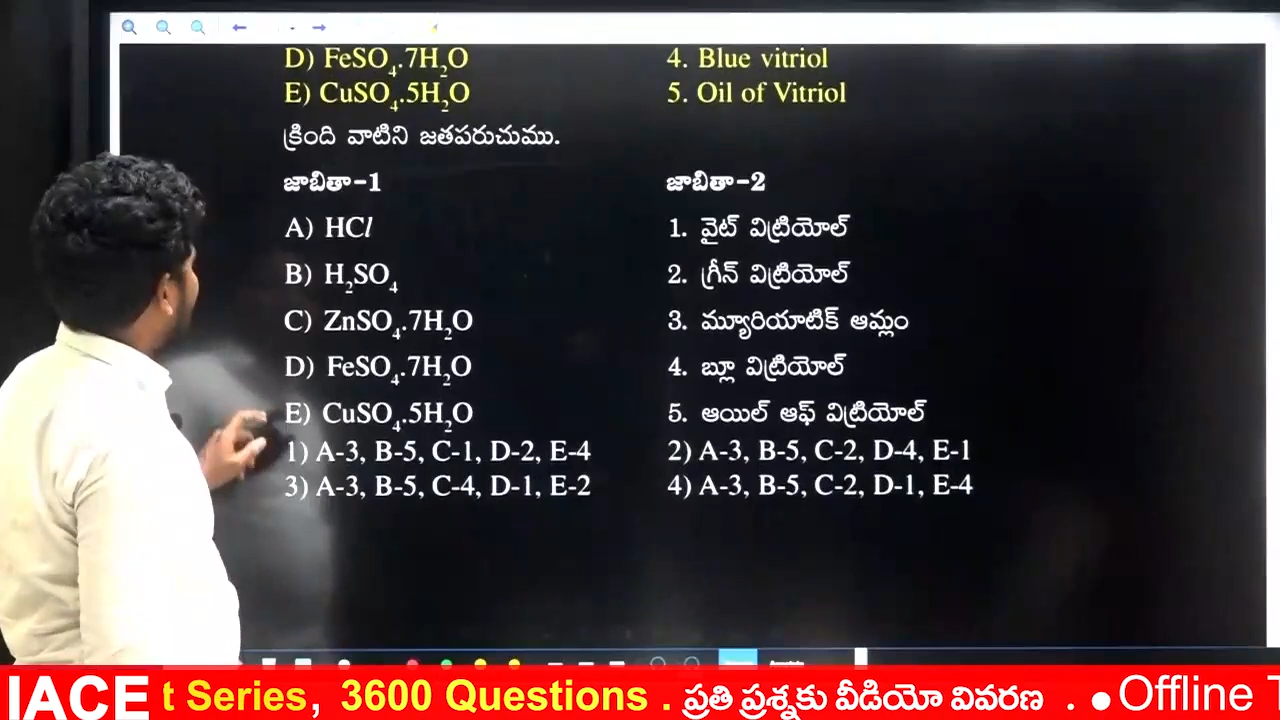 D) FeSO₄.7H₂O 4. Blue vitriol
E) CuSO₄.5H₂O 5. Oil of Vitriol
క్రింది వాటిని జతపరుచుము.
జాబితా-1 జాబితా-2
A) HCl 1. వైట్ విట్రియోల్
B) H₂SO₄ 2. గ్రీన్ విట్రియోల్
C) ZnSO₄.7H₂O 3. మ్యూరియాటిక్ ఆమ్లం
D) FeSO₄.7H₂O 4. బ్లూ విట్రియోల్
E) CuSO₄.5H₂O 5. ఆయిల్ ఆఫ్ విట్రియోల్
1) A-3, B-5, C-1, D-2, E-4 2) A-3, B-5, C-2, D-4, E-1
3) A-3, B-5, C-4, D-1, E-2 4) A-3, B-5, C-2, D-1, E-4
IACE t Series, 3600 Questions . ప్రతి ప్రశ్నకు వీడియో వివరణ . ●Offline T